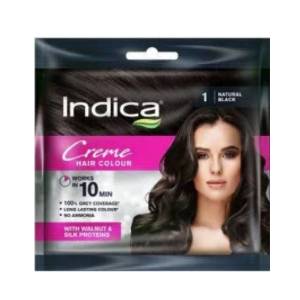 Indica
1 NATURAL BLACK
Creme
HAIR COLOUR
WORKS IN 10 MIN
• 100% GREY COVERAGE*
• LONG LASTING COLOUR*
• NO AMMONIA
WITH WALNUT &
SILK PROTEINS